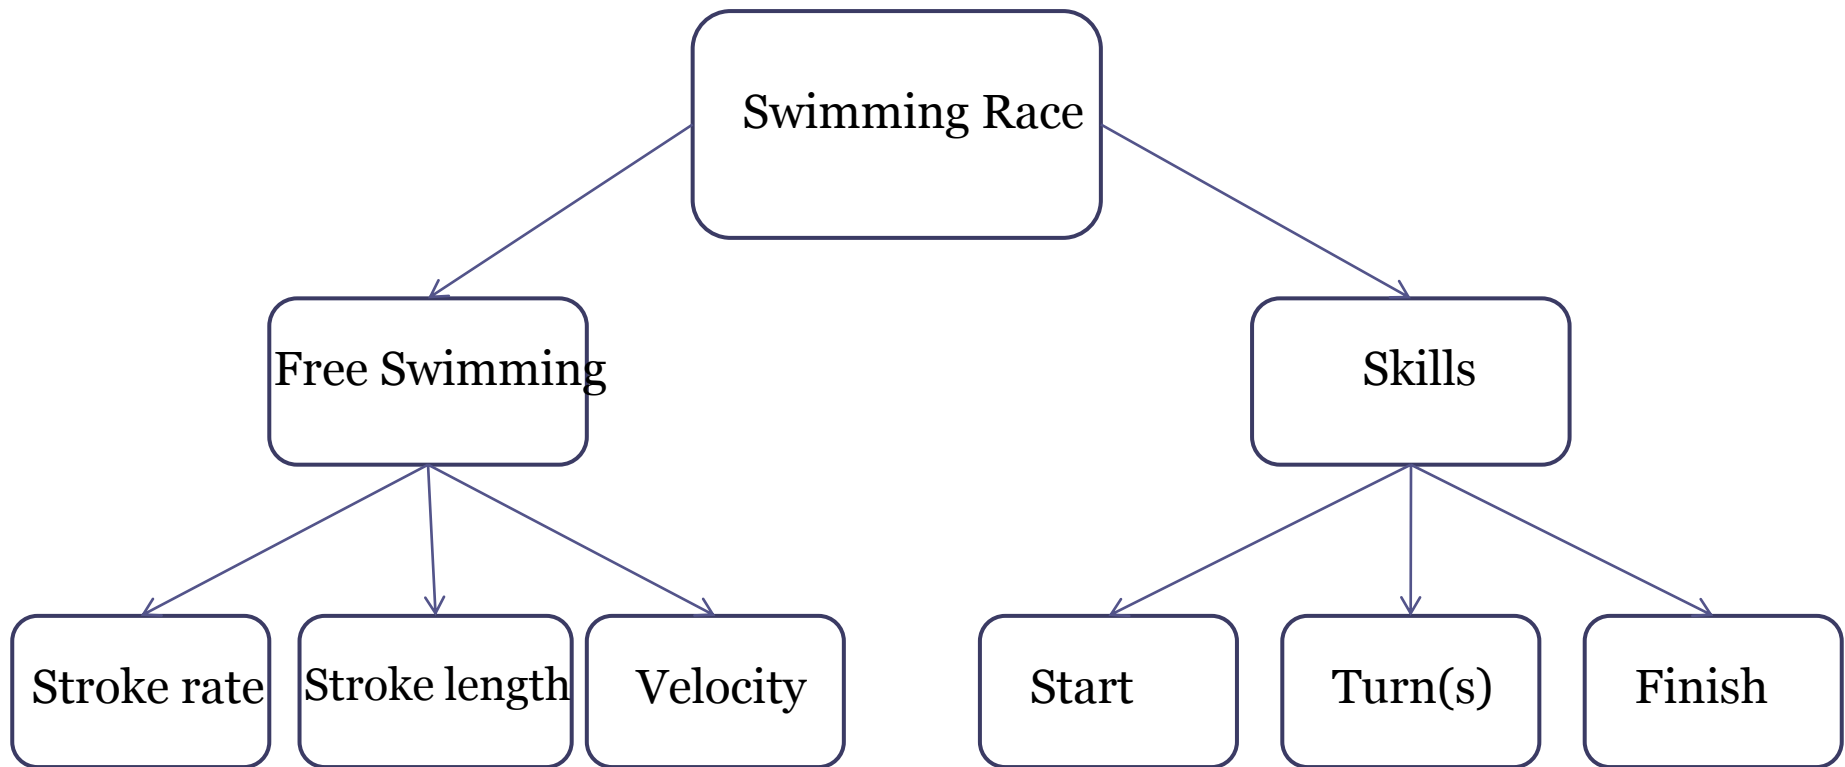 Swimming Race
Free Swimming
Skills
Stroke rate
Stroke length
Velocity
Start
Turn(s)
Finish